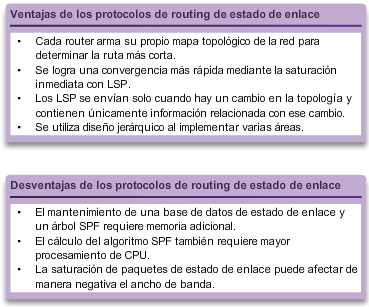 Ventajas de los protocolos de routing de estado de enlace
• Cada router arma su propio mapa topológico de la red para
determinar la ruta más corta.
• Se logra una convergencia más rápida mediante la saturación
inmediata con LSP.
• Los LSP se envían solo cuando hay un cambio en la topología y
contienen únicamente información relacionada con ese cambio.
• Se utiliza diseño jerárquico al implementar varias áreas.
Desventajas de los protocolos de routing de estado de enlace
• El mantenimiento de una base de datos de estado de enlace y
un árbol SPF requiere memoria adicional.
• El cálculo del algoritmo SPF también requiere mayor
procesamiento de CPU.
• La saturación de paquetes de estado de enlace puede afectar de
manera negativa el ancho de banda.